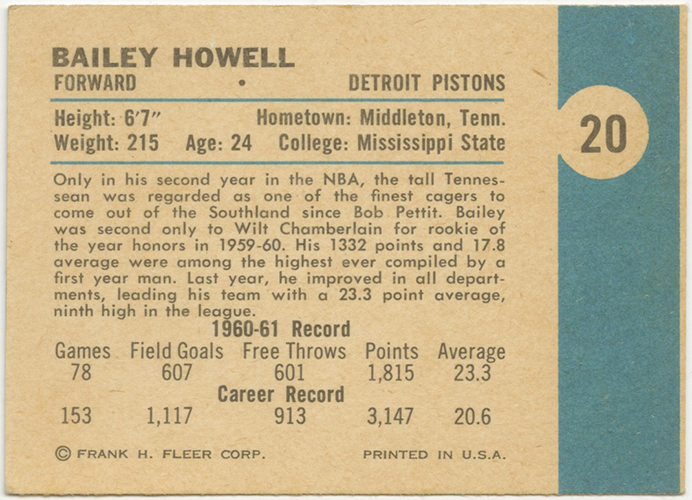 BAILEY HOWELL
FORWARD • DETROIT PISTONS
20
Height: 6'7" Hometown: Middleton, Tenn.
Weight: 215 Age: 24 College: Mississippi State
Only in his second year in the NBA, the tall Tennes-
sean was regarded as one of the finest cagers to
come out of the Southland since Bob Pettit. Bailey
was second only to Wilt Chamberlain for rookie of
the year honors in 1959-60. His 1332 points and 17.8
average were among the highest ever compiled by a
first year man. Last year, he improved in all depart-
ments, leading his team with a 23.3 point average,
ninth high in the league.
1960-61 Record
Games Field Goals Free Throws Points Average
78 607 601 1,815 23.3
Career Record
153 1,117 913 3,147 20.6
© FRANK H. FLEER CORP. PRINTED IN U.S.A.